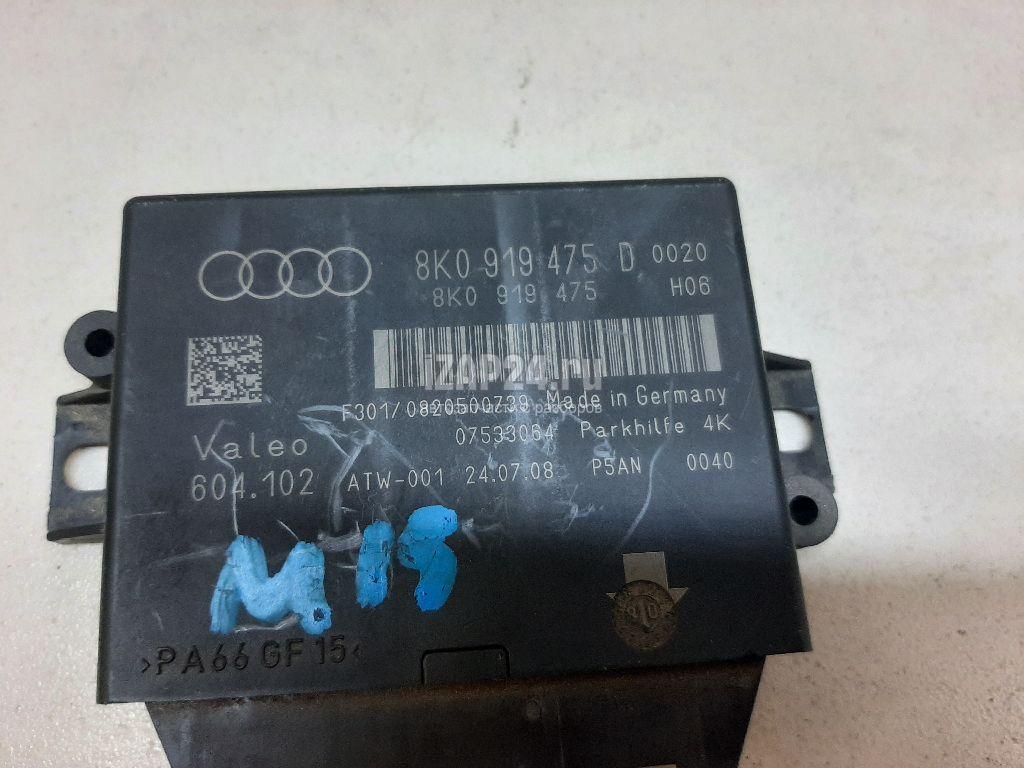 8K0 919 475 D 0020
8K0 919 475 H06
iZAP24.ru
F301/0820500739 Made in Germany
Valeo 07533064 Parkhilfe 4K
604.102 ATW-001 24.07.08 P5AN 0040
M15
>PA66 GF15<